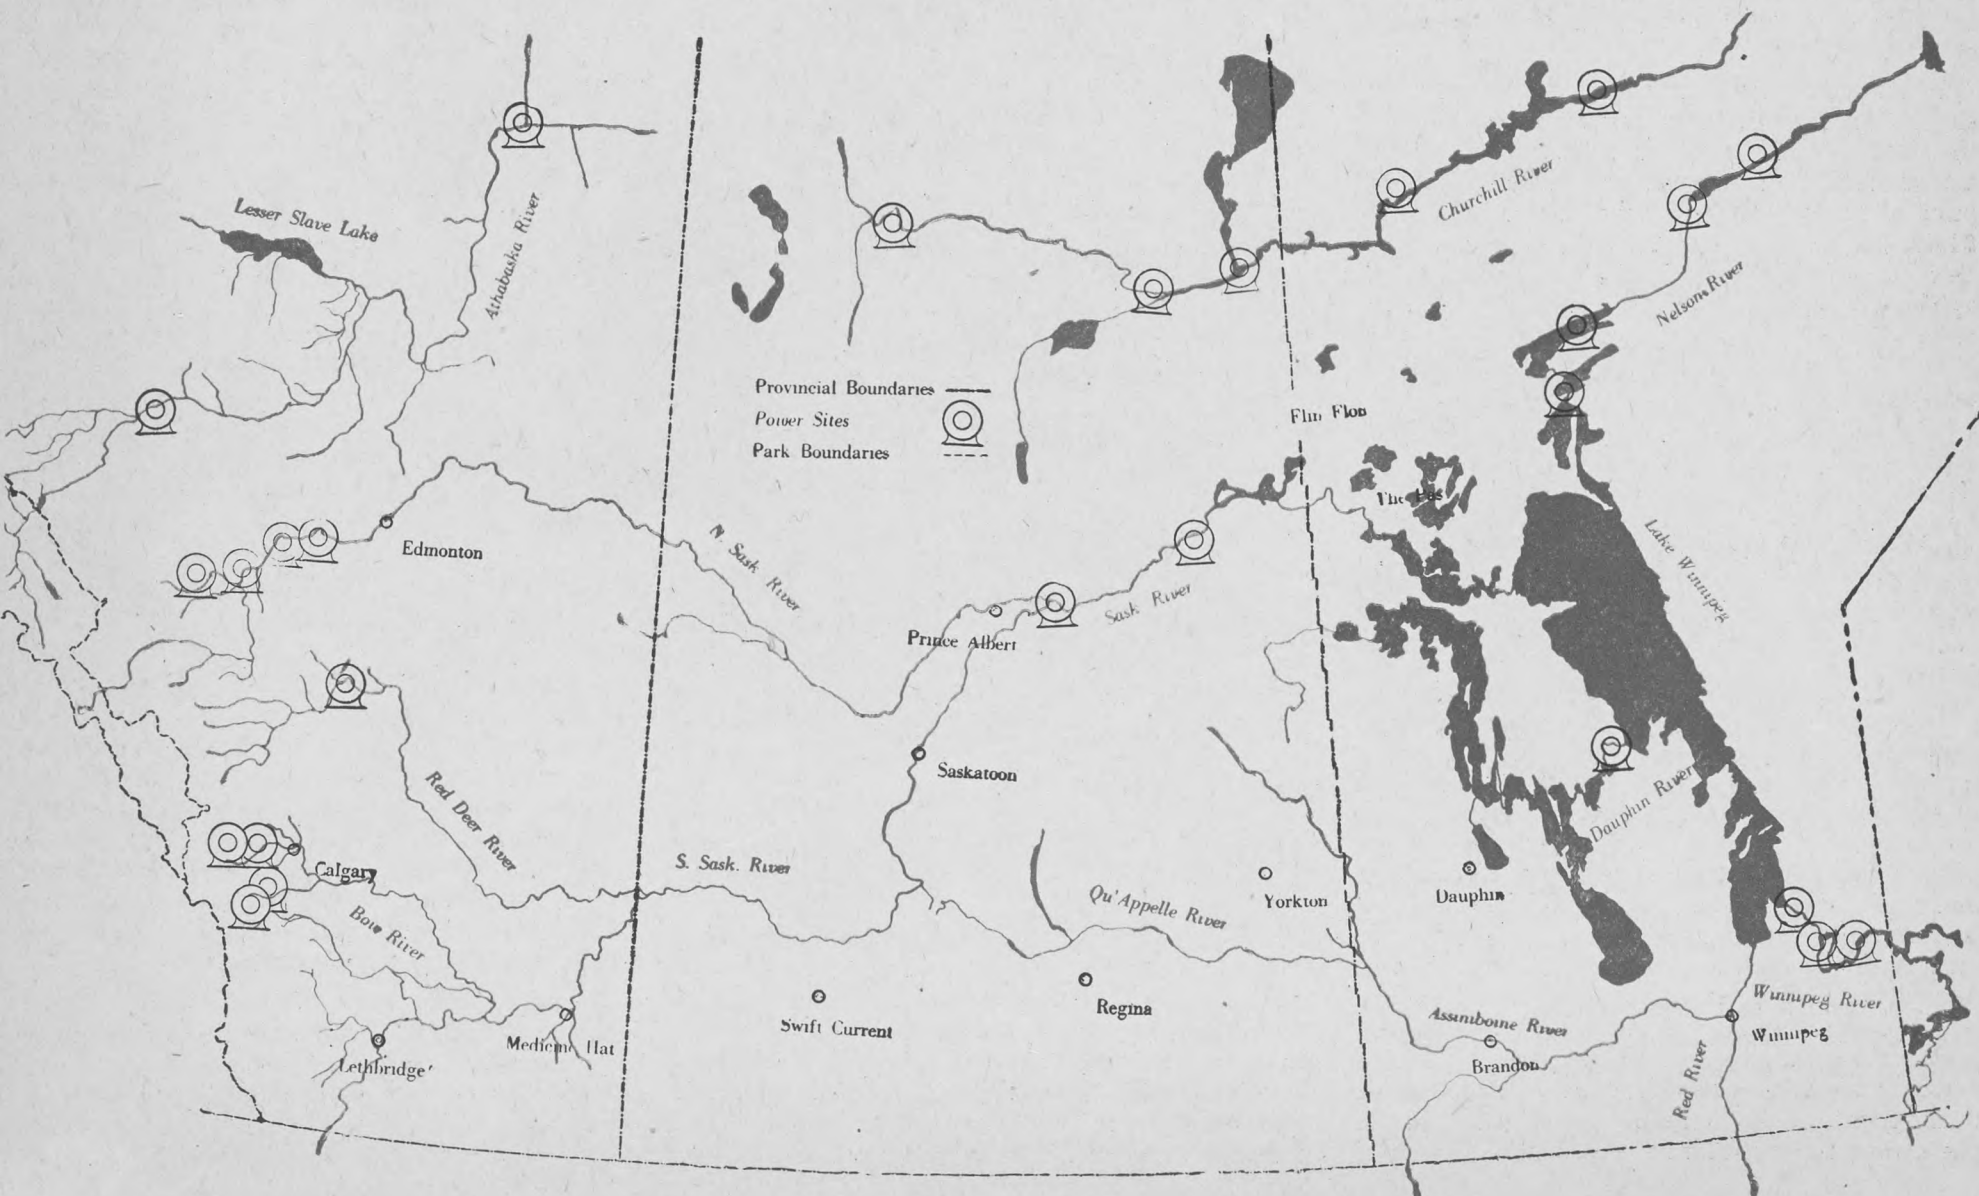 Lesser Slave Lake
Athabaska River
Churchill River
Nelson River
Provincial Boundaries
Power Sites
Park Boundaries
Flin Flon
The Pas
Edmonton
N. Sask River
Lake Winnipeg
Sask River
Prince Albert
Saskatoon
Red Deer River
Dauphin River
S. Sask. River
Calgary
Bow River
Qu'Appelle River
Yorkton
Dauphin
Regina
Swift Current
Medicine Hat
Lethbridge
Assiniboine River
Brandon
Winnipeg River
Winnipeg
Red River